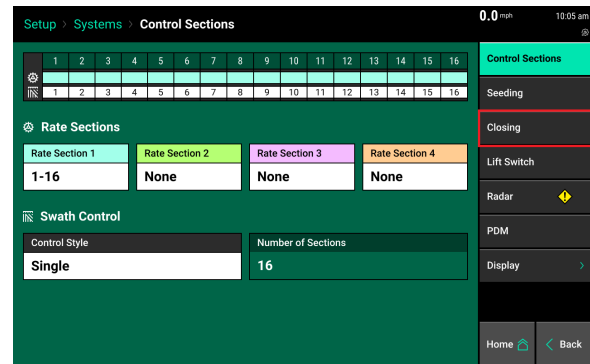 Setup > Systems > Control Sections
0.0 mph 10:05 am
1 2 3 4 5 6 7 8 9 10 11 12 13 14 15 16
1 2 3 4 5 6 7 8 9 10 11 12 13 14 15 16
Rate Sections
Rate Section 1 Rate Section 2 Rate Section 3 Rate Section 4
1-16 None None None
Swath Control
Control Style Number of Sections
Single 16
Control Sections
Seeding
Closing
Lift Switch
Radar
PDM
Display >
Home < Back